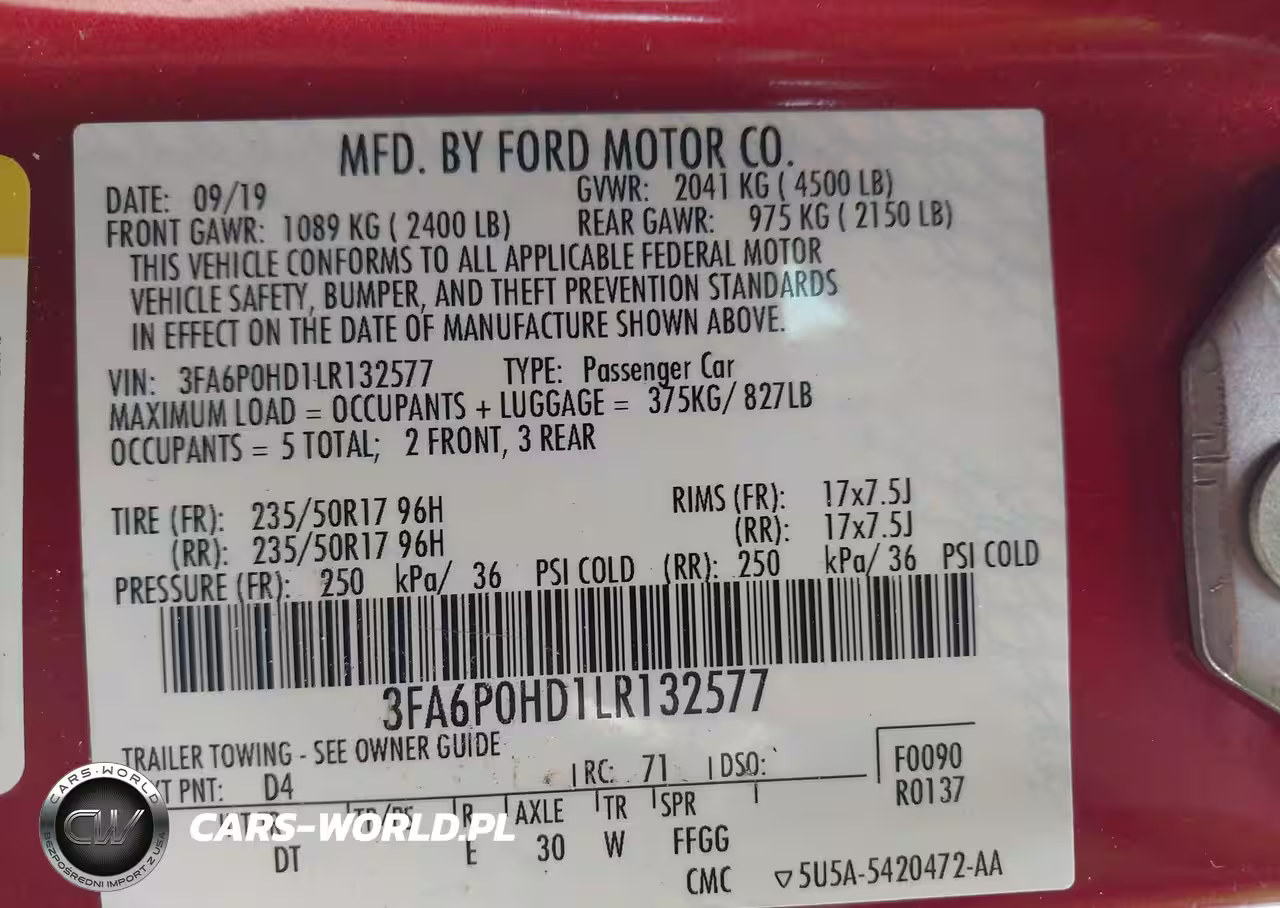 MFD. BY FORD MOTOR CO.
DATE: 09/19 GVWR: 2041 KG ( 4500 LB)
FRONT GAWR: 1089 KG ( 2400 LB) REAR GAWR: 975 KG ( 2150 LB)
THIS VEHICLE CONFORMS TO ALL APPLICABLE FEDERAL MOTOR
VEHICLE SAFETY, BUMPER, AND THEFT PREVENTION STANDARDS
IN EFFECT ON THE DATE OF MANUFACTURE SHOWN ABOVE.
VIN: 3FA6P0HD1LR132577 TYPE: Passenger Car
MAXIMUM LOAD = OCCUPANTS + LUGGAGE = 375KG/ 827LB
OCCUPANTS = 5 TOTAL; 2 FRONT, 3 REAR
TIRE (FR): 235/50R17 96H RIMS (FR): 17x7.5J
(RR): 235/50R17 96H (RR): 17x7.5J
PRESSURE (FR): 250 kPa/ 36 PSI COLD (RR): 250 kPa/ 36 PSI COLD
3FA6P0HD1LR132577
TRAILER TOWING - SEE OWNER GUIDE
PNT: D4 RC: 71 DSO: F0090
R0137
R AXLE TR SPR
DT E 30 W FFGG
CMC ▽5U5A-5420472-AA
CARS-WORLD
CW
BEZPOŚREDNI IMPORT Z USA
CARS-WORLD.PL